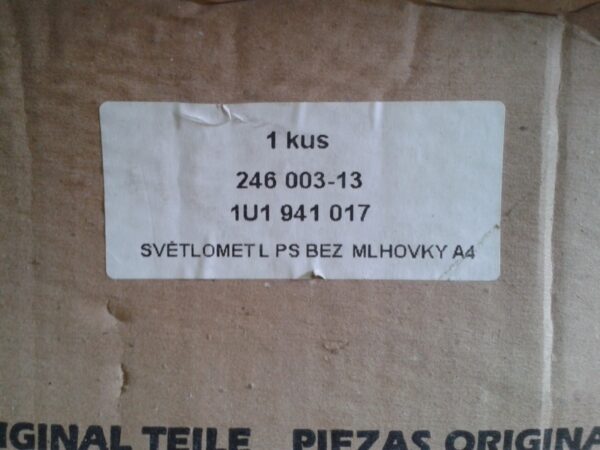 1 kus
246 003-13
1U1 941 017
SVĚTLOMET L PS BEZ MLHOVKY A4
IGINAL TEILE PIEZAS ORIGINA